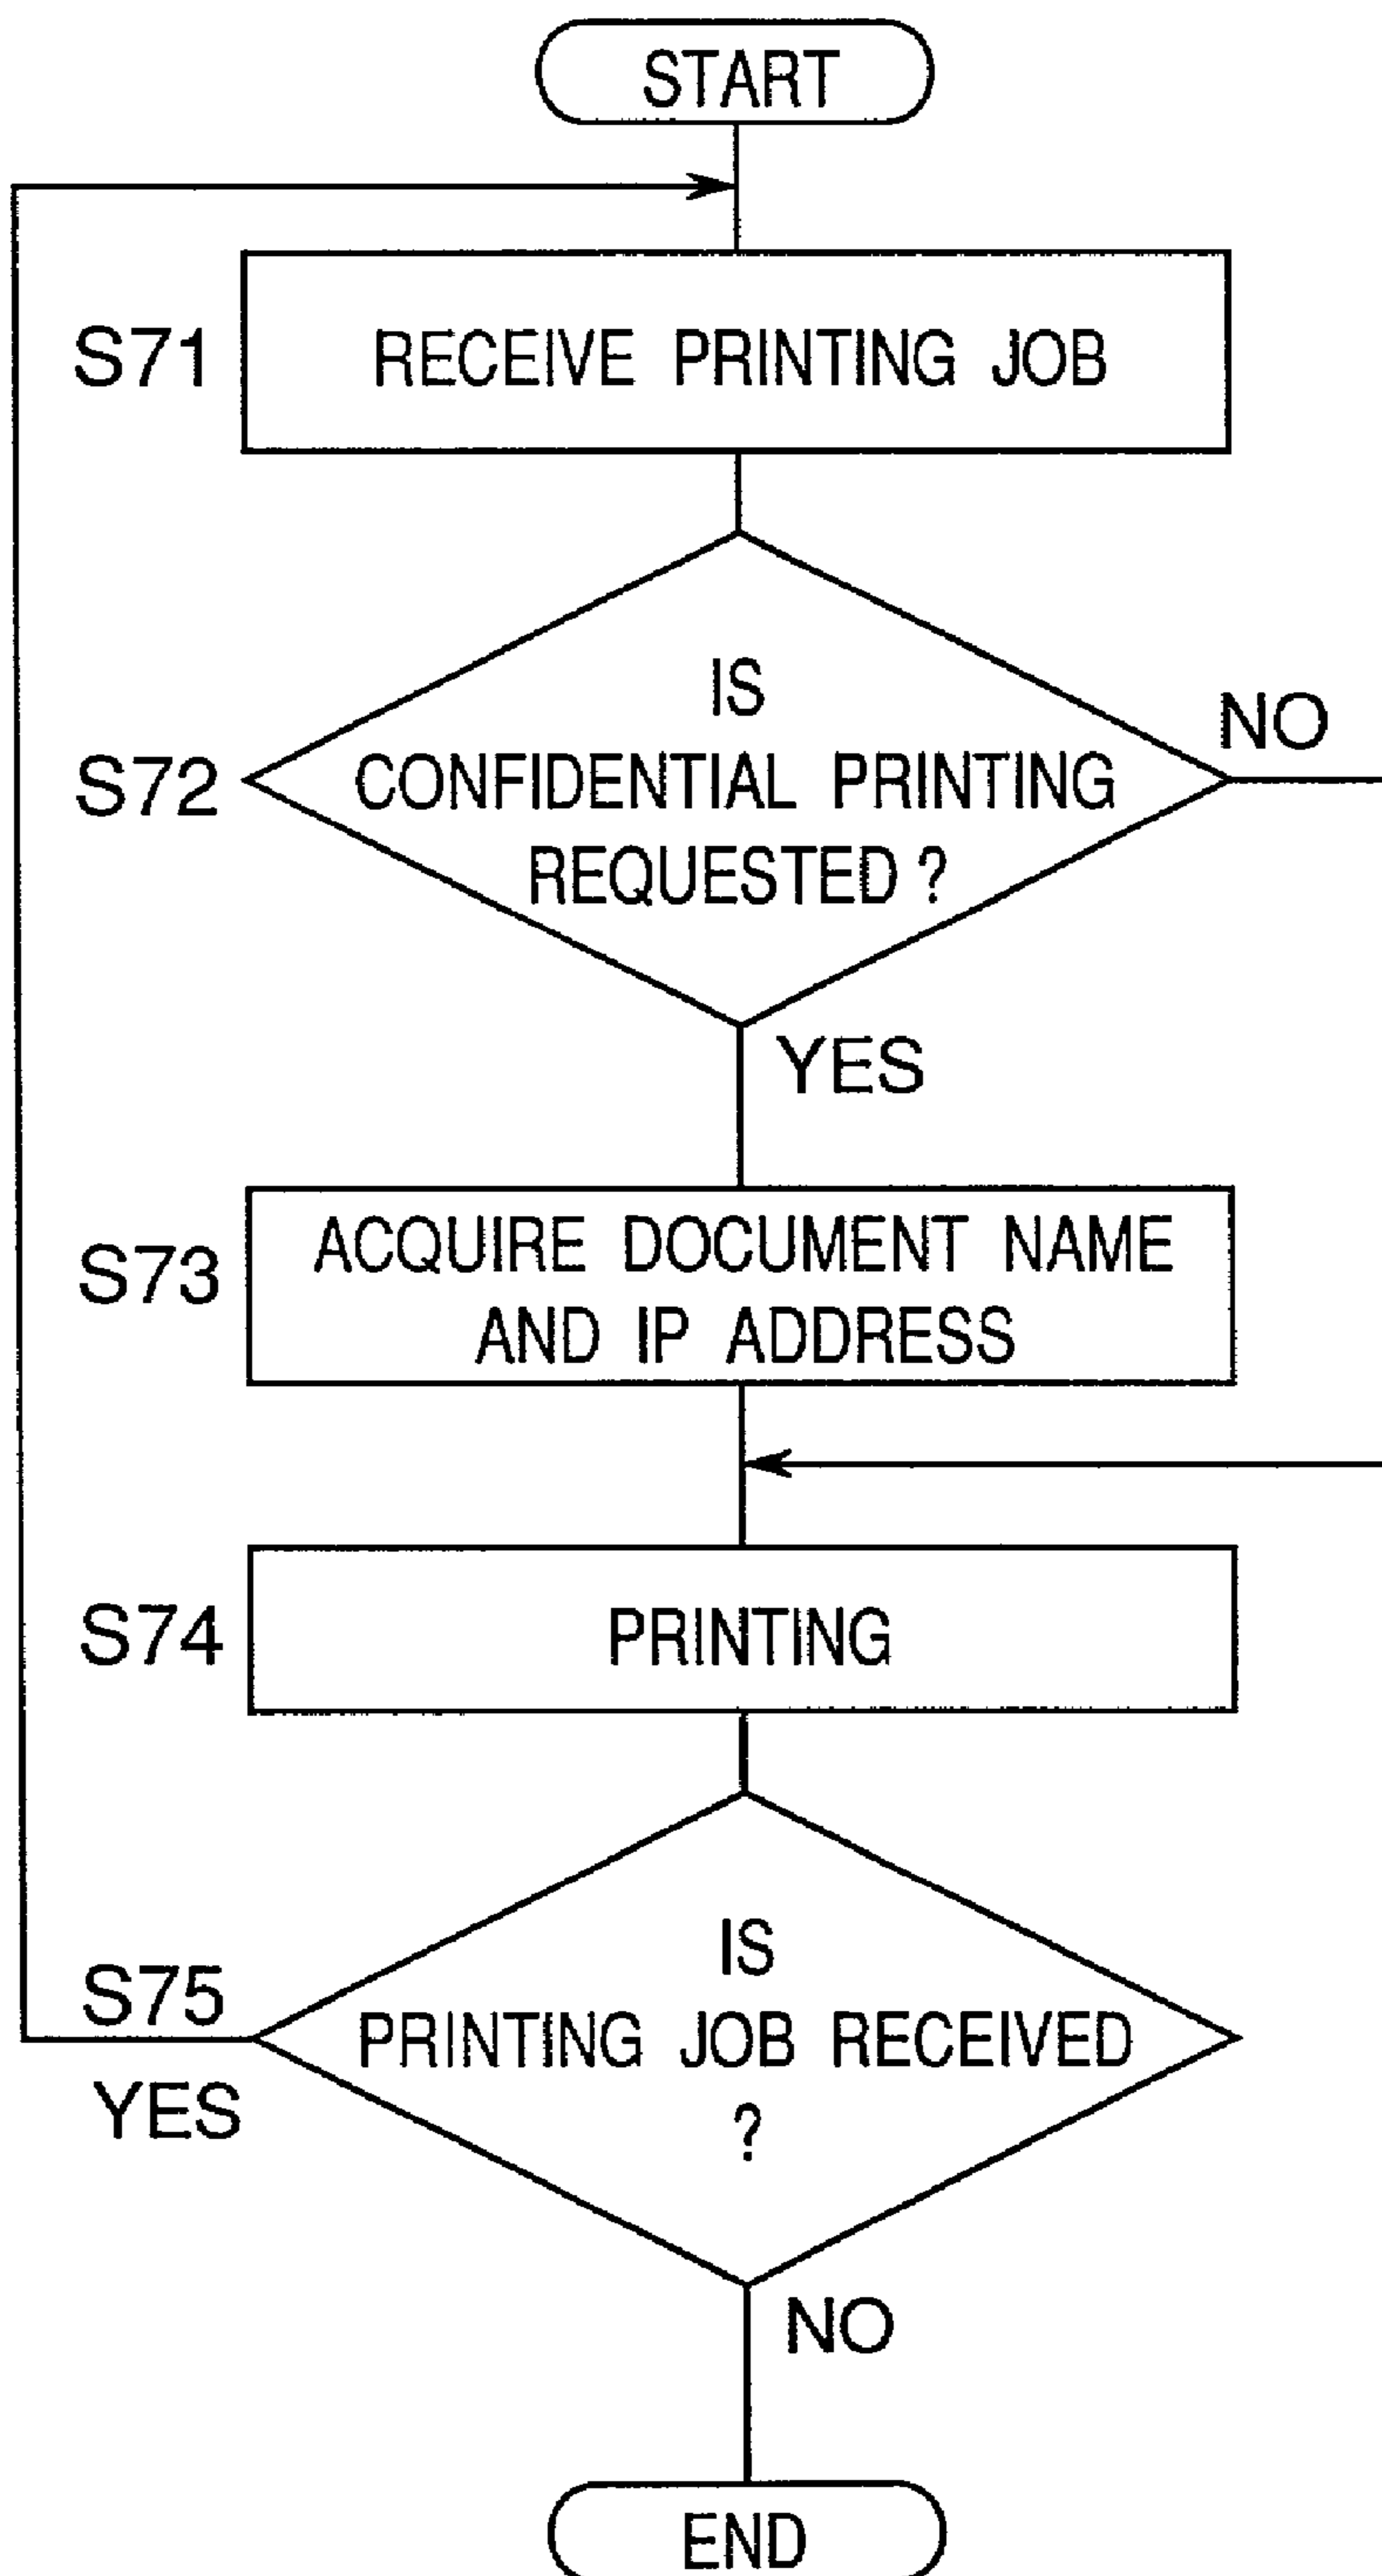 START
S71
RECEIVE PRINTING JOB
IS
NO
S72
CONFIDENTIAL PRINTING
REQUESTED ?
YES
S73
ACQUIRE DOCUMENT NAME
AND IP ADDRESS
S74
PRINTING
IS
S75
PRINTING JOB RECEIVED
YES
?
NO
END